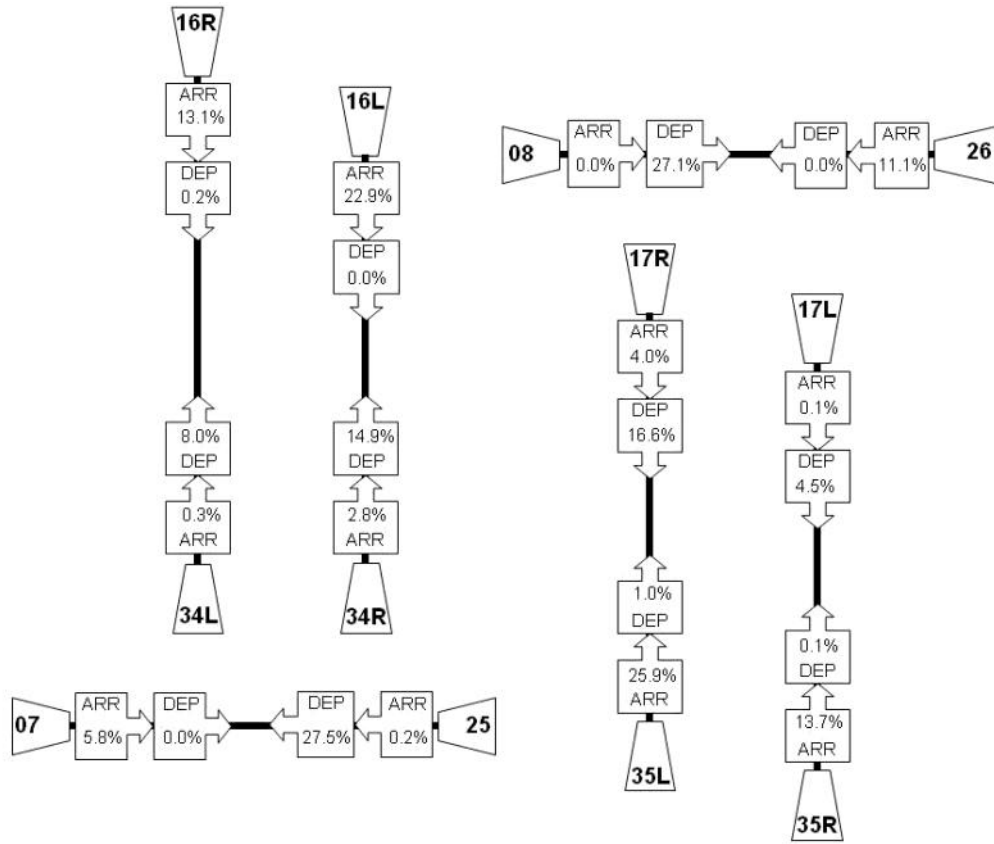 16R
ARR
13.1%
DEP
0.2%
8.0%
DEP
0.3%
ARR
34L
16L
ARR
22.9%
DEP
0.0%
14.9%
DEP
2.8%
ARR
34R
08
ARR
0.0%
DEP
27.1%
DEP
0.0%
ARR
11.1%
26
17R
ARR
4.0%
DEP
16.6%
1.0%
DEP
25.9%
ARR
35L
17L
ARR
0.1%
DEP
4.5%
0.1%
DEP
13.7%
ARR
35R
07
ARR
5.8%
DEP
0.0%
DEP
27.5%
ARR
0.2%
25